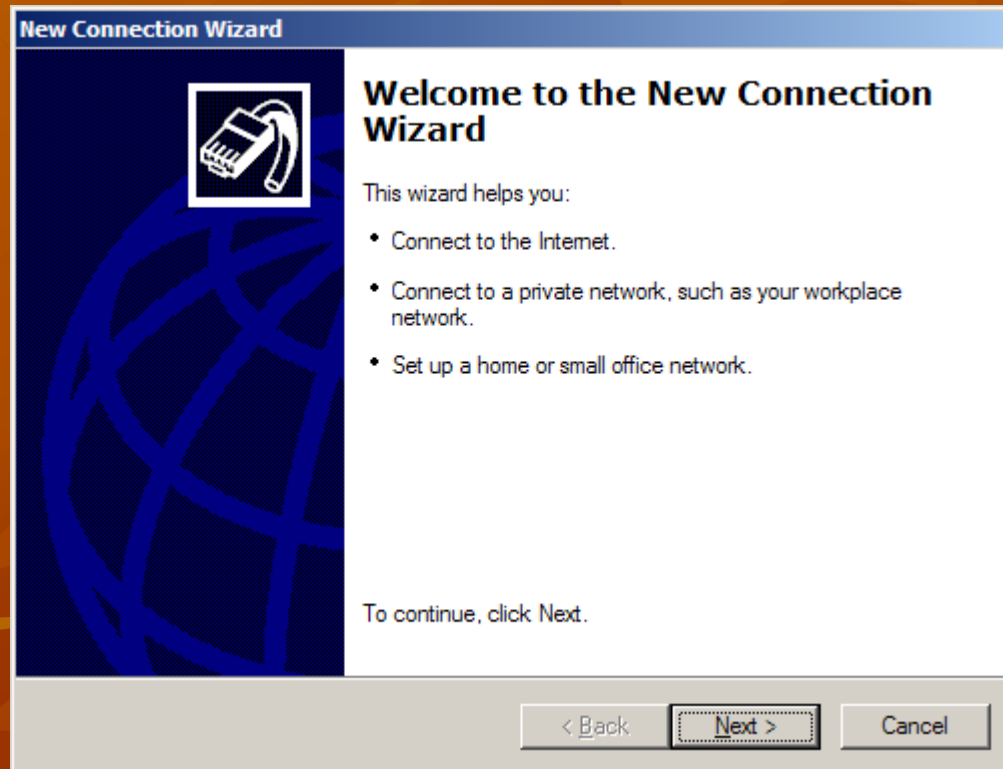 New Connection Wizard
Welcome to the New Connection
Wizard
This wizard helps you:
• Connect to the Internet.
• Connect to a private network, such as your workplace
network.
• Set up a home or small office network.
To continue, click Next.
< Back
Next >
Cancel